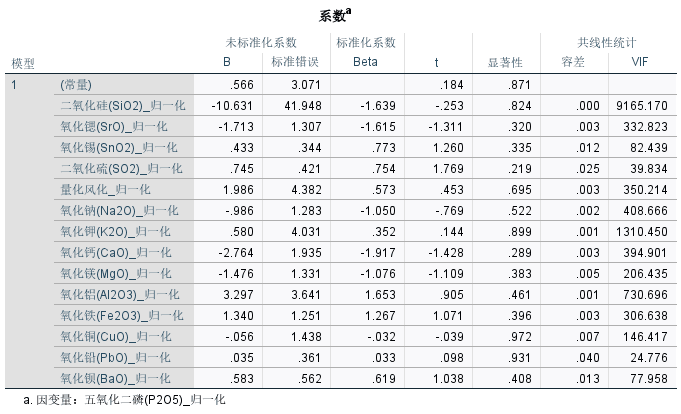 系数a
未标准化系数 标准化系数 共线性统计
模型 B 标准错误 Beta t 显著性 容差 VIF
1 (常量) .566 3.071 .184 .871
二氧化硅(SiO2)_归一化 -10.631 41.948 -1.639 -.253 .824 .000 9165.170
氧化锶(SrO)_归一化 -1.713 1.307 -1.615 -1.311 .320 .003 332.823
氧化锡(SnO2)_归一化 .433 .344 .773 1.260 .335 .012 82.439
二氧化硫(SO2)_归一化 .745 .421 .754 1.769 .219 .025 39.834
量化风化_归一化 1.986 4.382 .573 .453 .695 .003 350.214
氧化钠(Na2O)_归一化 -.986 1.283 -1.050 -.769 .522 .002 408.666
氧化钾(K2O)_归一化 .580 4.031 .352 .144 .899 .001 1310.450
氧化钙(CaO)_归一化 -2.764 1.935 -1.917 -1.428 .289 .003 394.901
氧化镁(MgO)_归一化 -1.476 1.331 -1.076 -1.109 .383 .005 206.435
氧化铝(Al2O3)_归一化 3.297 3.641 1.653 .905 .461 .001 730.696
氧化铁(Fe2O3)_归一化 1.340 1.251 1.267 1.071 .396 .003 306.638
氧化铜(CuO)_归一化 -.056 1.438 -.032 -.039 .972 .007 146.417
氧化铅(PbO)_归一化 .035 .361 .033 .098 .931 .040 24.776
氧化钡(BaO)_归一化 .583 .562 .619 1.038 .408 .013 77.958
a. 因变量：五氧化二磷(P2O5)_归一化